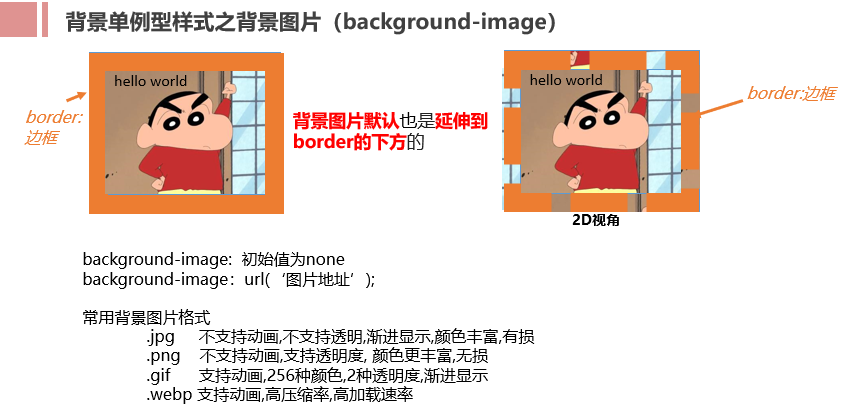 背景单例型样式之背景图片（background-image）
hello world
border:
边框
背景图片默认也是延伸到
border的下方的
hello world
border:边框
2D视角
background-image: 初始值为none
background-image：url(‘图片地址’);
常用背景图片格式
.jpg 不支持动画,不支持透明,渐进显示,颜色丰富,有损
.png 不支持动画,支持透明度, 颜色更丰富,无损
.gif 支持动画,256种颜色,2种透明度,渐进显示
.webp 支持动画,高压缩率,高加载速率